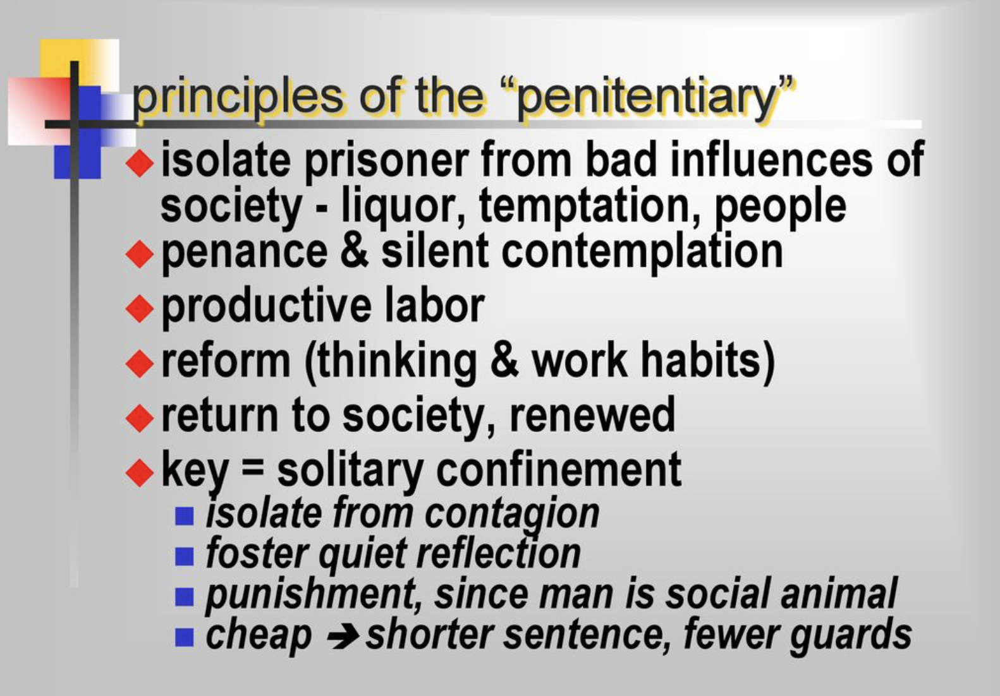 principles of the “penitentiary”
isolate prisoner from bad influences of
society - liquor, temptation, people
penance & silent contemplation
productive labor
reform (thinking & work habits)
return to society, renewed
key = solitary confinement
isolate from contagion
foster quiet reflection
punishment, since man is social animal
cheap ➔ shorter sentence, fewer guards